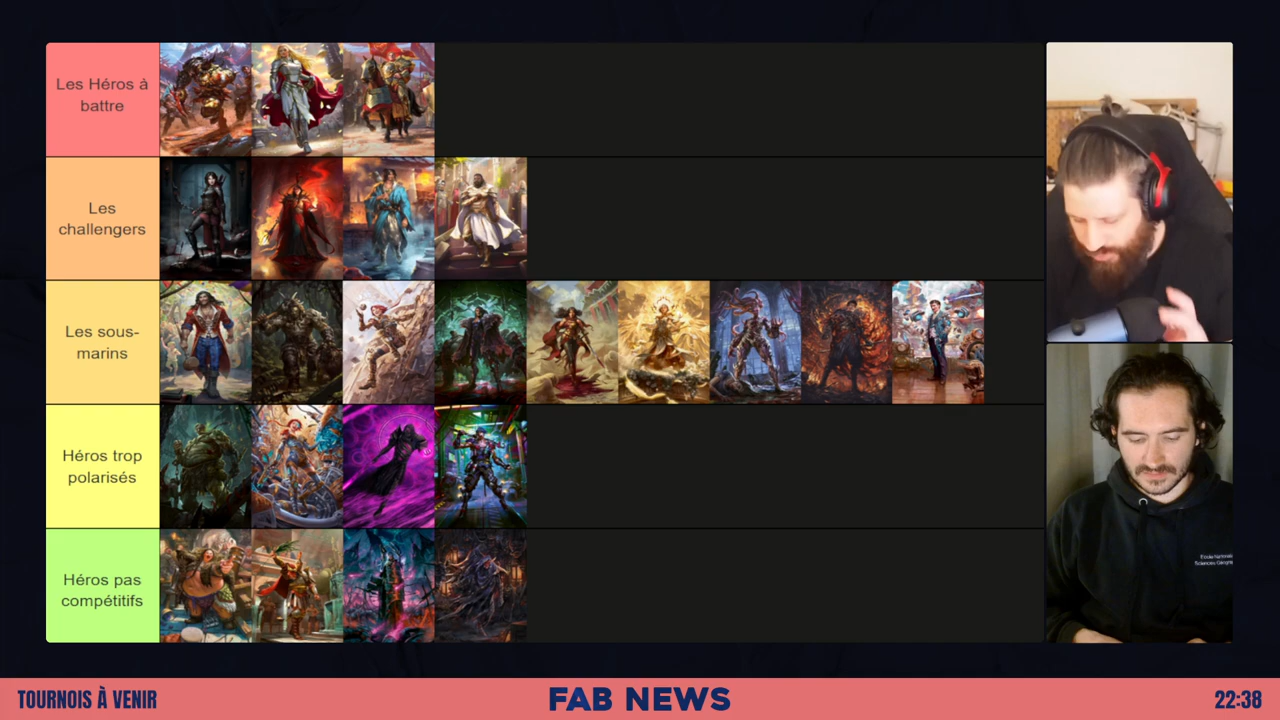 Les Héros à
battre
Les
challengers
Les sous-
marins
Héros trop
polarisés
Héros pas
compétitifs
TOURNOIS À VENIR
FAB NEWS
22:38